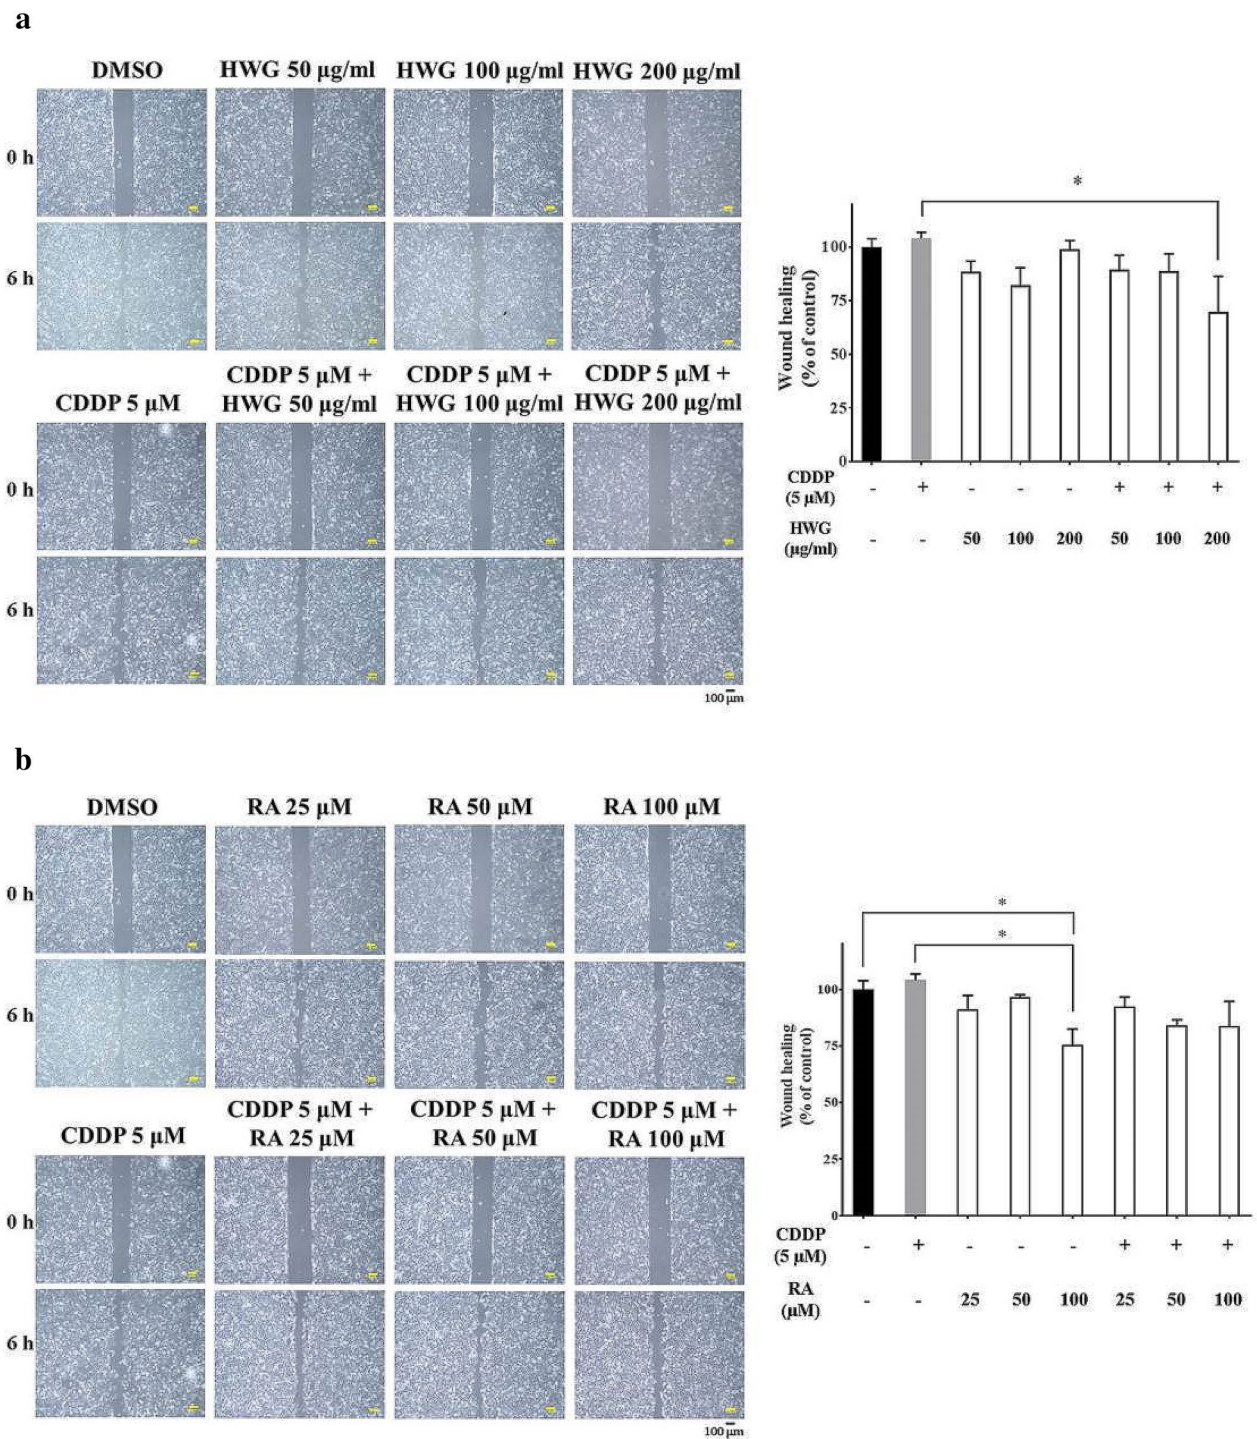 a
DMSO HWG 50 μg/ml HWG 100 μg/ml HWG 200 μg/ml
0 h
6 h
CDDP 5 μM CDDP 5 μM + CDDP 5 μM + CDDP 5 μM +
HWG 50 μg/ml HWG 100 μg/ml HWG 200 μg/ml
0 h
6 h
100 μm
*
Wound healing
(% of control)
100
75
50
25
0
CDDP
(5 μM) - + - - - + + +
HWG
(μg/ml) - - 50 100 200 50 100 200
b
DMSO RA 25 μM RA 50 μM RA 100 μM
0 h
6 h
CDDP 5 μM CDDP 5 μM + CDDP 5 μM + CDDP 5 μM +
RA 25 μM RA 50 μM RA 100 μM
0 h
6 h
100 μm
*
*
Wound healing
(% of control)
100
75
50
25
0
CDDP
(5 μM) - + - - - + + +
RA
(μM) - - 25 50 100 25 50 100